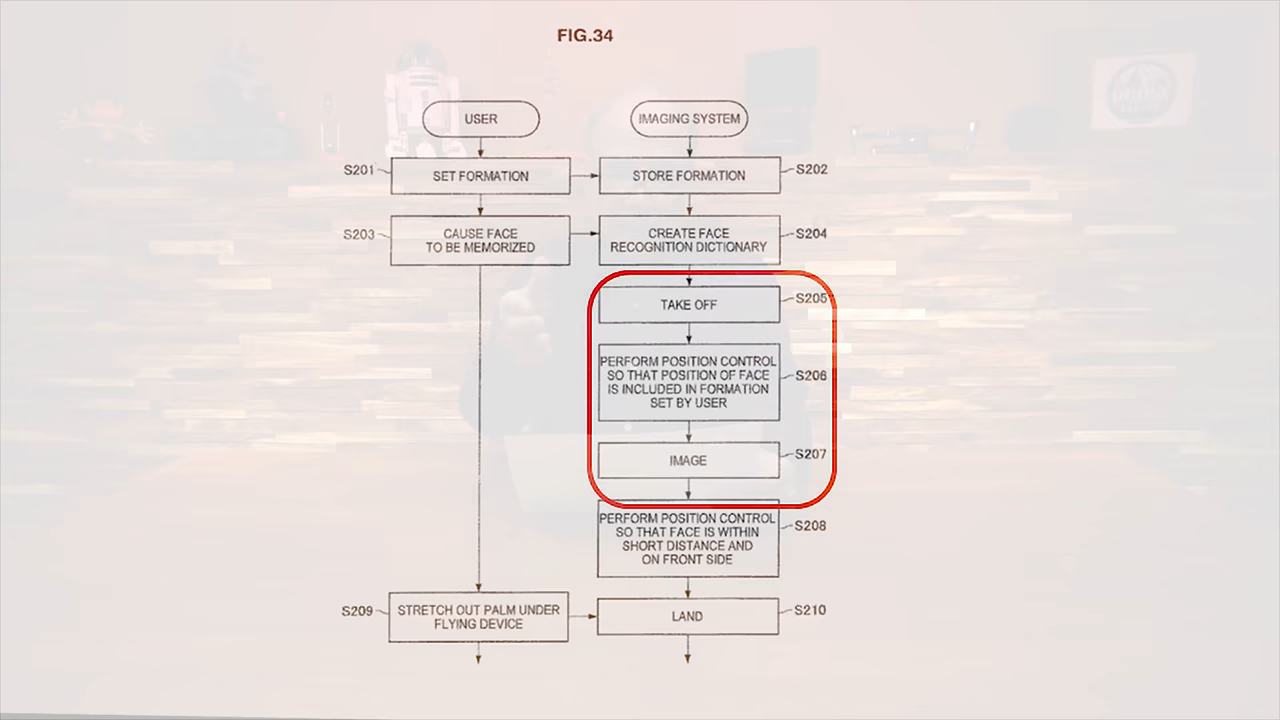 FIG.34
USER
IMAGING SYSTEM
S201
SET FORMATION
STORE FORMATION
S202
S203
CAUSE FACE
TO BE MEMORIZED
CREATE FACE
RECOGNITION DICTIONARY
S204
TAKE OFF
S205
PERFORM POSITION CONTROL
SO THAT POSITION OF FACE
IS INCLUDED IN FORMATION
SET BY USER
S206
IMAGE
S207
PERFORM POSITION CONTROL
SO THAT FACE IS WITHIN
SHORT DISTANCE AND
ON FRONT SIDE
S208
S209
STRETCH OUT PALM UNDER
FLYING DEVICE
LAND
S210